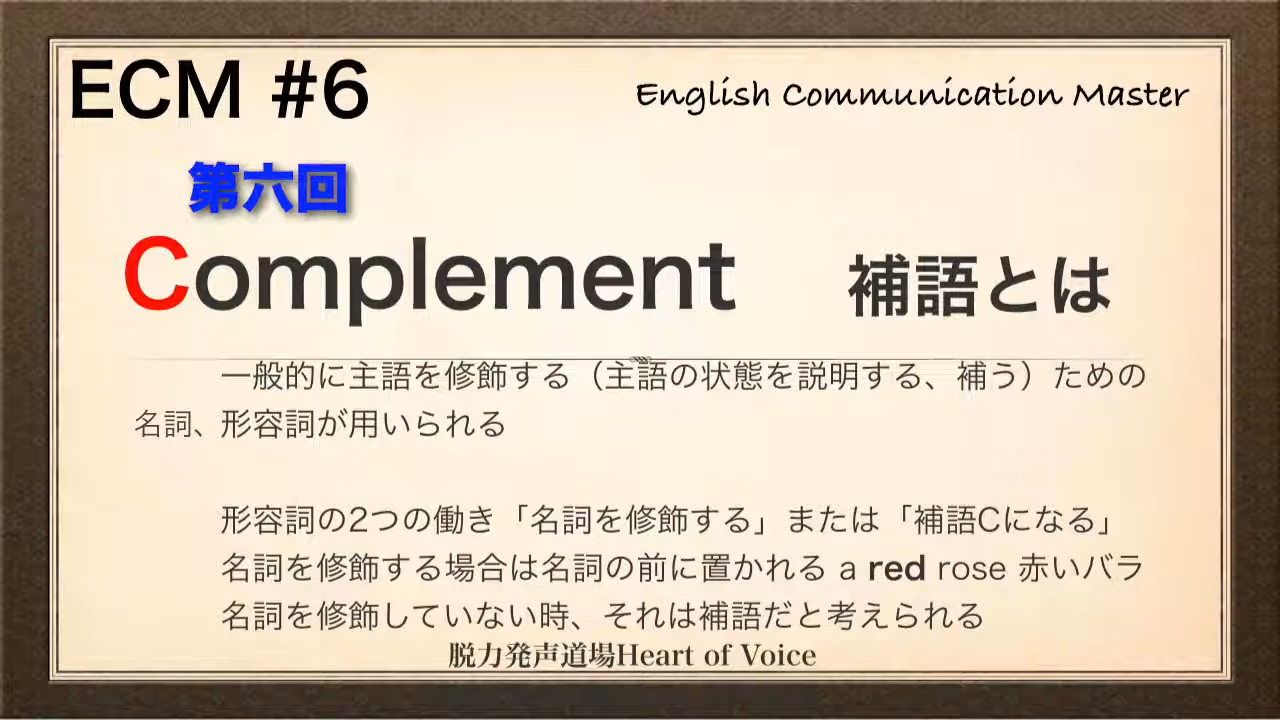 ECM #6
English Communication Master
第六回
Complement 補語とは
一般的に主語を修飾する（主語の状態を説明する、補う）ための
名詞、形容詞が用いられる
形容詞の2つの働き「名詞を修飾する」または「補語Cになる」
名詞を修飾する場合は名詞の前に置かれる a red rose 赤いバラ
名詞を修飾していない時、それは補語だと考えられる
脱力発声道場Heart of Voice